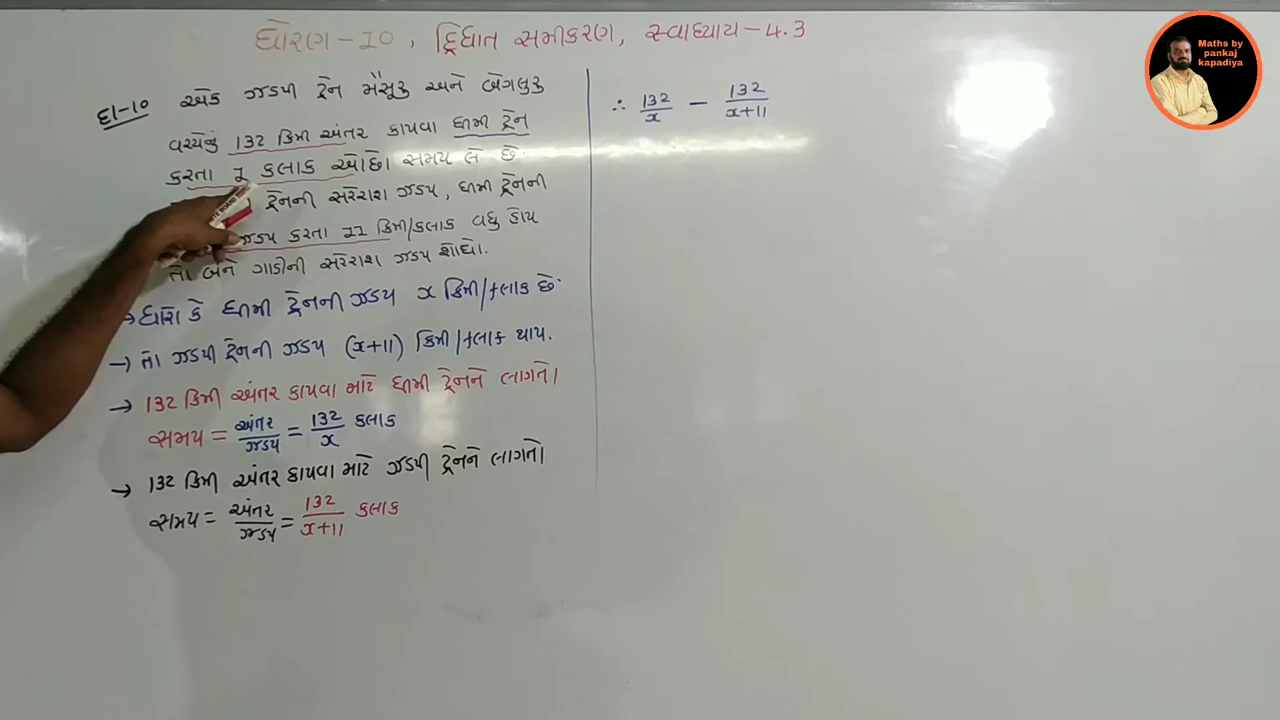 ધોરણ-10, દ્વિઘાત સમીકરણ, સ્વાધ્યાય-4.3
Maths by
pankaj
kapadiya
દા-10 એક ઝડપી ટ્રેન મૈસૂરુ અને બેંગલુરુ
વચ્ચેનું 132 કિમી અંતર કાપવા ધીમી ટ્રેન
કરતા 1 કલાક ઓછો સમય લે છે.
ટ્રેનની સરેરાશ ઝડપ, ધીમી ટ્રેનની
ઝડપ કરતા 11 કિમી/કલાક વધુ હોય
તો બંને ગાડીની સરેરાશ ઝડપ શોધો.
→ ધારો કે ધીમી ટ્રેનની ઝડપ x કિમી/કલાક છે.
→ તો ઝડપી ટ્રેનની ઝડપ (x+11) કિમી/કલાક થાય.
→ 132 કિમી અંતર કાપવા માટે ધીમી ટ્રેનને લાગતો
સમય = અંતર/ઝડપ = 132/x કલાક
→ 132 કિમી અંતર કાપવા માટે ઝડપી ટ્રેનને લાગતો
સમય = અંતર/ઝડપ = 132/x+11 કલાક
∴ 132/x - 132/x+11